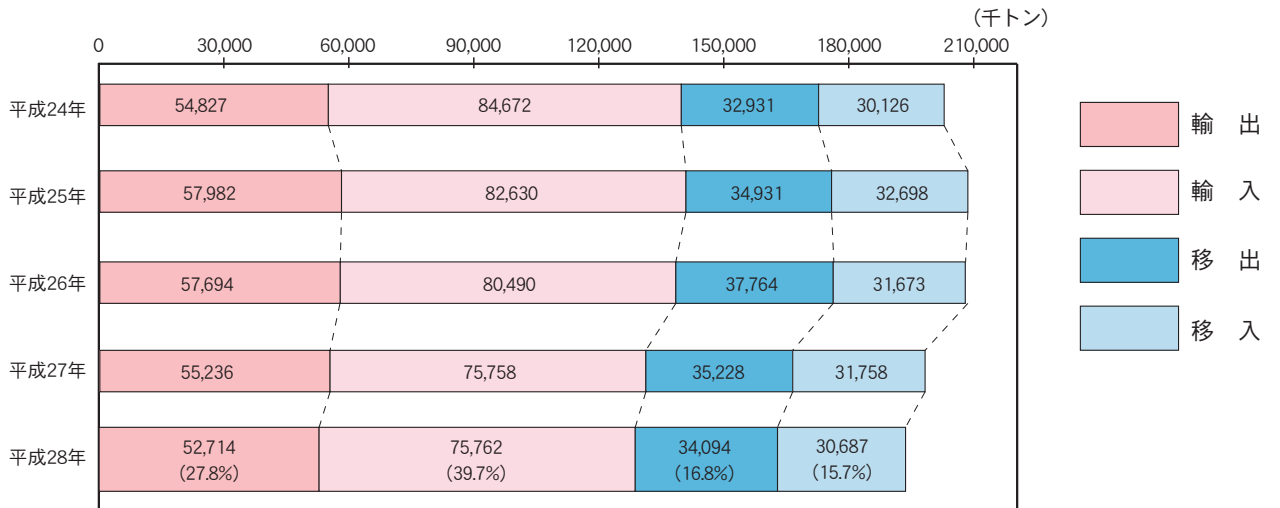 （千トン）
0 30,000 60,000 90,000 120,000 150,000 180,000 210,000
平成24年 54,827 84,672 32,931 30,126
平成25年 57,982 82,630 34,931 32,698
平成26年 57,694 80,490 37,764 31,673
平成27年 55,236 75,758 35,228 31,758
平成28年 52,714 75,762 34,094 30,687
（27.8%） （39.7%） （16.8%） （15.7%）
輸　出
輸　入
移　出
移　入